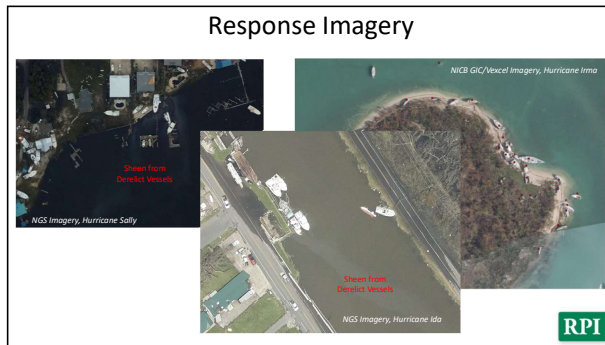 Response Imagery
NICB GIC/Vexcel Imagery, Hurricane Irma
Sheen from
Derelict Vessels
NGS Imagery, Hurricane Sally
Sheen from
Derelict Vessels
NGS Imagery, Hurricane Ida
RPI